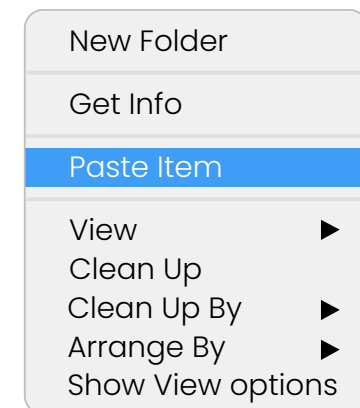 New Folder
Get Info
Paste Item
View
Clean Up
Clean Up By
Arrange By
Show View options